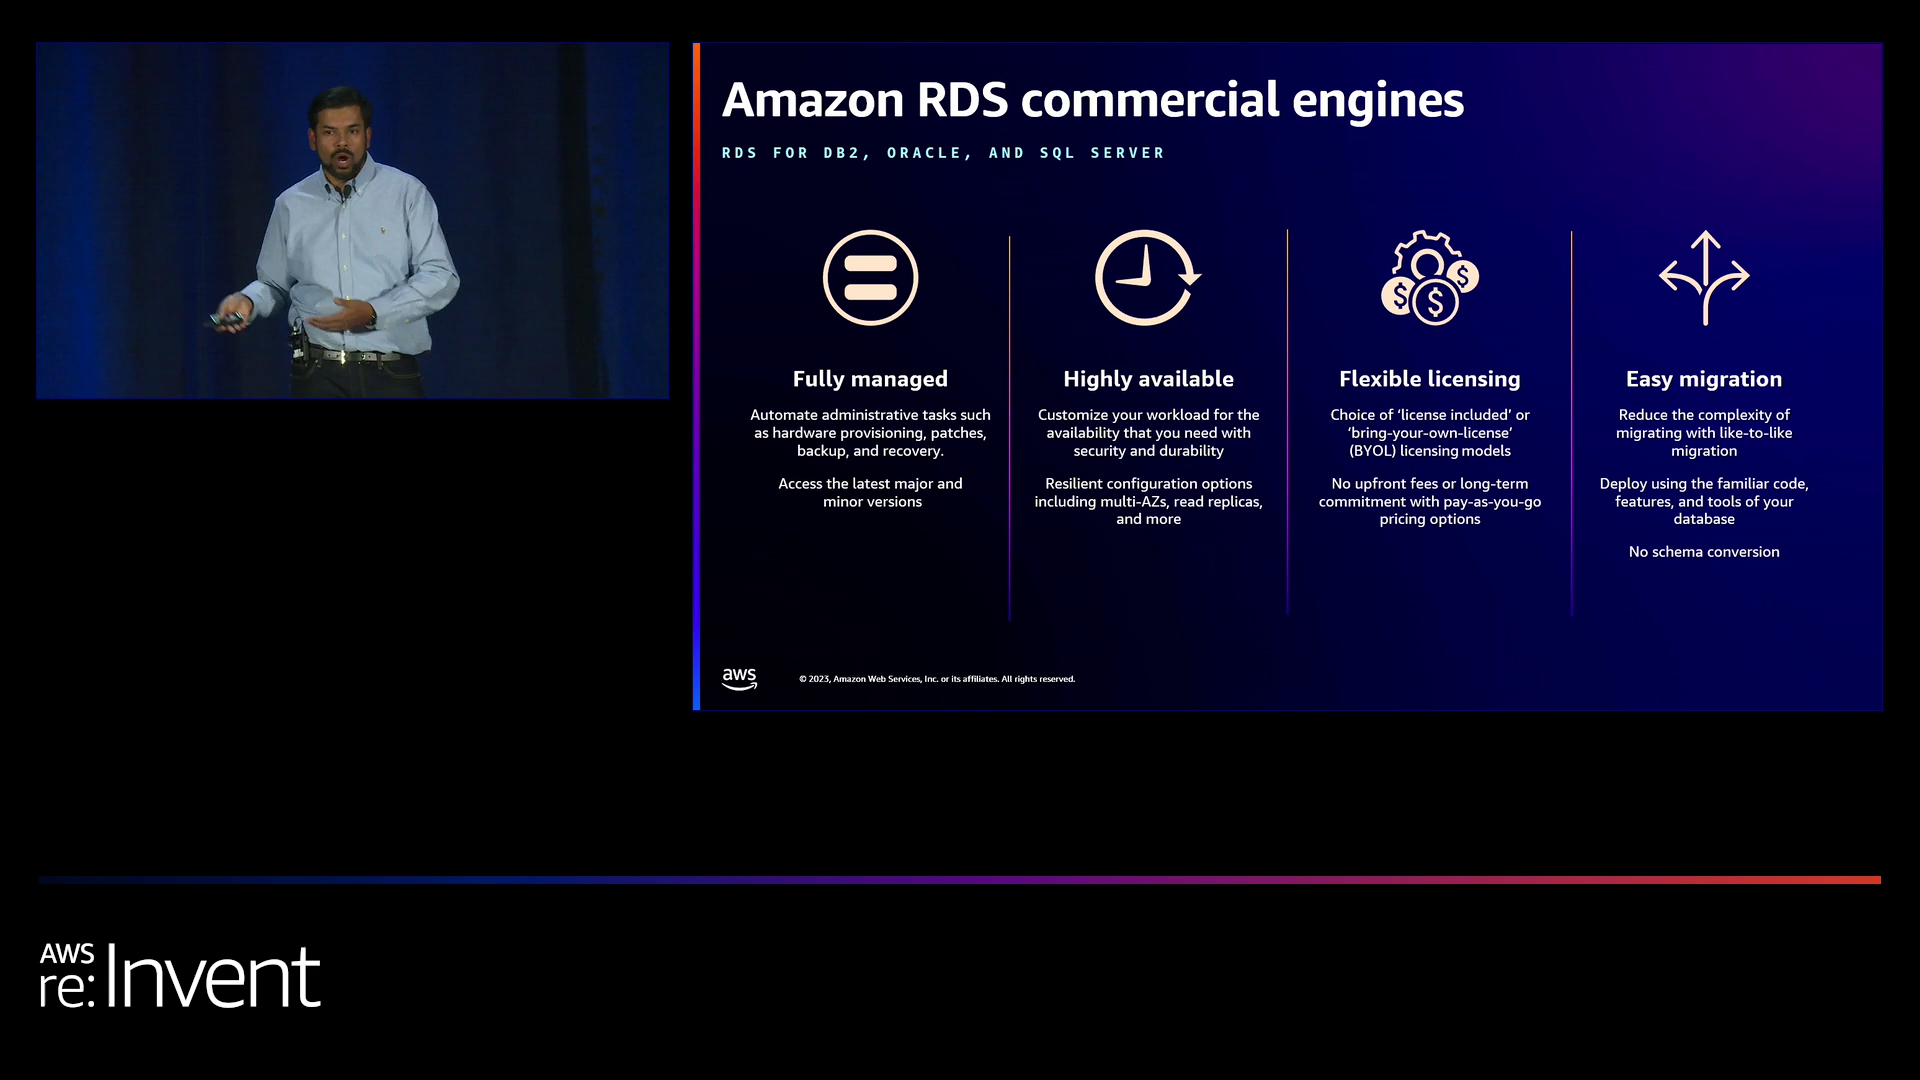 Amazon RDS commercial engines
RDS FOR DB2, ORACLE, AND SQL SERVER
Fully managed
Automate administrative tasks such
as hardware provisioning, patches,
backup, and recovery.
Access the latest major and
minor versions
Highly available
Customize your workload for the
availability that you need with
security and durability
Resilient configuration options
including multi-AZs, read replicas,
and more
Flexible licensing
Choice of ‘license included’ or
‘bring-your-own-license’
(BYOL) licensing models
No upfront fees or long-term
commitment with pay-as-you-go
pricing options
Easy migration
Reduce the complexity of
migrating with like-to-like
migration
Deploy using the familiar code,
features, and tools of your
database
No schema conversion
aws
© 2023, Amazon Web Services, Inc. or its affiliates. All rights reserved.
AWS
re:Invent